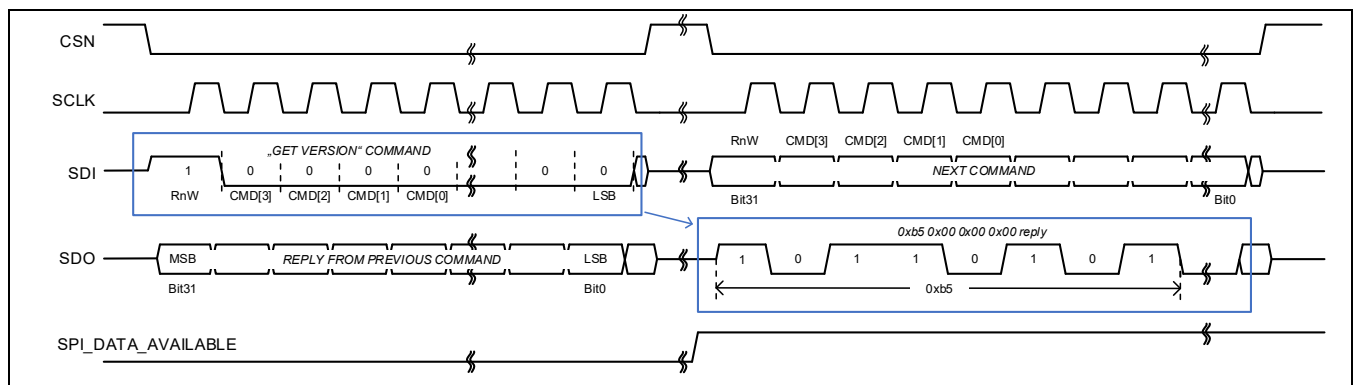 CSN
SCLK
„GET VERSION“ COMMAND
RnW CMD[3] CMD[2] CMD[1] CMD[0]
SDI 1 0 0 0 0 0 0 NEXT COMMAND
RnW CMD[3] CMD[2] CMD[1] CMD[0] LSB Bit31 Bit0
0xb5 0x00 0x00 0x00 reply
SDO MSB REPLY FROM PREVIOUS COMMAND LSB 1 0 1 1 0 1 0 1
Bit31 Bit0 0xb5
SPI_DATA_AVAILABLE